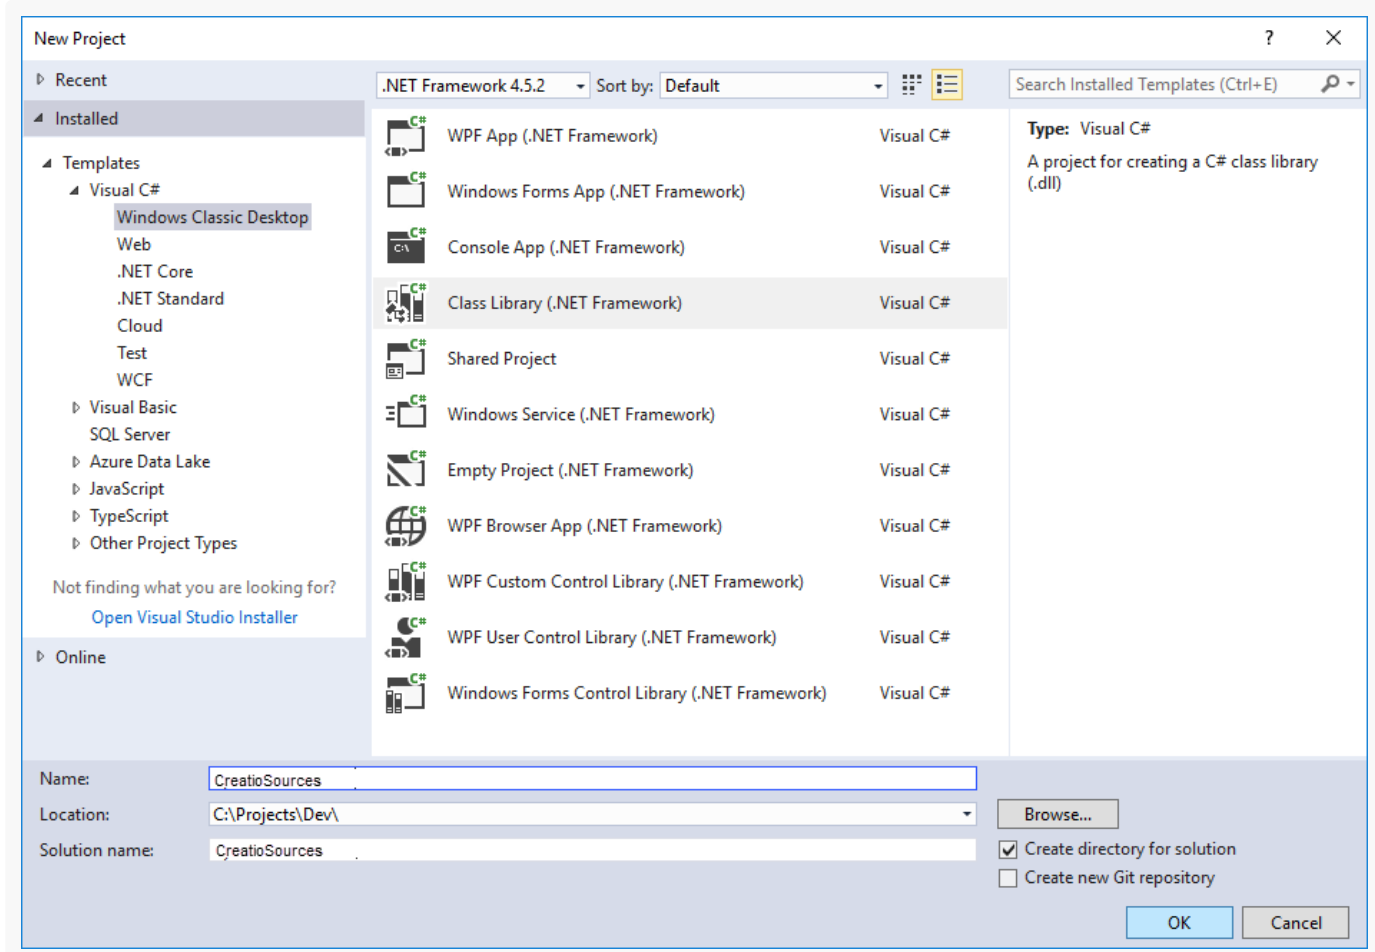 New Project
?
Recent
Installed
Templates
Visual C#
Windows Classic Desktop
Web
.NET Core
.NET Standard
Cloud
Test
WCF
Visual Basic
SQL Server
Azure Data Lake
JavaScript
TypeScript
Other Project Types
Not finding what you are looking for?
Open Visual Studio Installer
Online
.NET Framework 4.5.2 Sort by: Default
C# WPF App (.NET Framework) Visual C#
C# Windows Forms App (.NET Framework) Visual C#
C# C:\ Console App (.NET Framework) Visual C#
C# Class Library (.NET Framework) Visual C#
C# Shared Project Visual C#
C# Windows Service (.NET Framework) Visual C#
C# Empty Project (.NET Framework) Visual C#
C# WPF Browser App (.NET Framework) Visual C#
C# WPF Custom Control Library (.NET Framework) Visual C#
C# WPF User Control Library (.NET Framework) Visual C#
C# Windows Forms Control Library (.NET Framework) Visual C#
Search Installed Templates (Ctrl+E)
Type: Visual C#
A project for creating a C# class library
(.dll)
Name: CreatioSources
Location: C:\Projects\Dev\ Browse...
Solution name: CreatioSources
Create directory for solution
Create new Git repository
OK Cancel